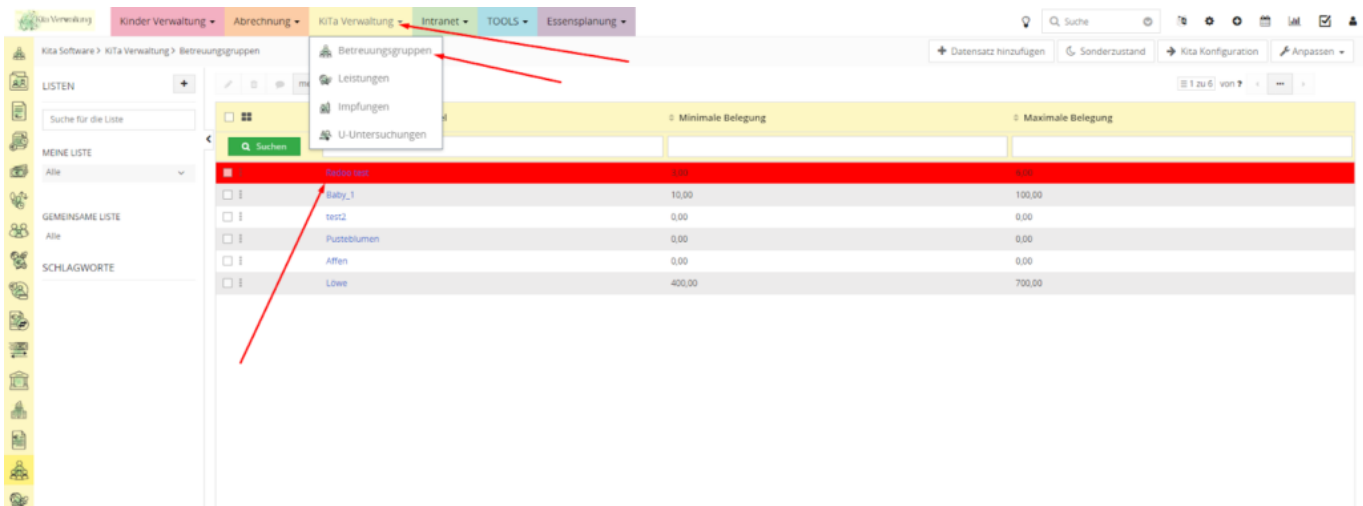 Kita Verwaltung Kinder Verwaltung Abrechnung KiTa Verwaltung Intranet TOOLS Essensplanung Suche
Kita Software > KiTa Verwaltung > Betreuungsgruppen Betreuungsgruppen Datensatz hinzufügen Sonderzustand Kita Konfiguration Anpassen
LISTEN Leistungen 1 zu 6 von ?
Suche für die Liste Impfungen Minimale Belegung Maximale Belegung
U-Untersuchungen
MEINE LISTE Suchen
Alle
Baby_1 10,00 100,00
GEMEINSAME LISTE test2 0,00 0,00
Alle Pusteblumen 0,00 0,00
SCHLAGWORTE Affen 0,00 0,00
Löwe 400,00 700,00